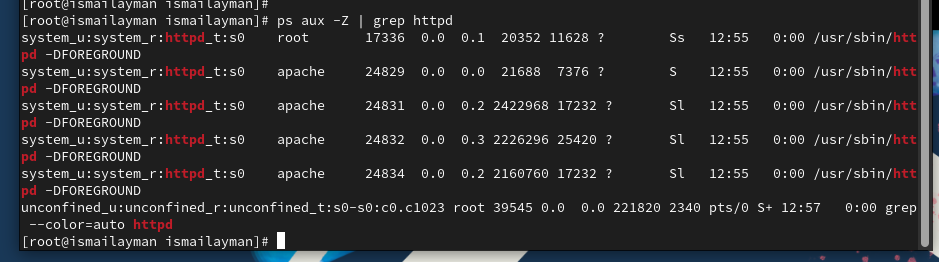 [root@ismailayman ismailayman]#
[root@ismailayman ismailayman]# ps aux -Z | grep httpd
system_u:system_r:httpd_t:s0    root       17336  0.0  0.1  20352 11628 ?        Ss   12:55   0:00 /usr/sbin/htt
pd -DFOREGROUND
system_u:system_r:httpd_t:s0    apache     24829  0.0  0.0  21688  7376 ?        S    12:55   0:00 /usr/sbin/htt
pd -DFOREGROUND
system_u:system_r:httpd_t:s0    apache     24831  0.0  0.2 2422968 17232 ?       Sl   12:55   0:00 /usr/sbin/htt
pd -DFOREGROUND
system_u:system_r:httpd_t:s0    apache     24832  0.0  0.3 2226296 25420 ?       Sl   12:55   0:00 /usr/sbin/htt
pd -DFOREGROUND
system_u:system_r:httpd_t:s0    apache     24834  0.0  0.2 2160760 17232 ?       Sl   12:55   0:00 /usr/sbin/htt
pd -DFOREGROUND
unconfined_u:unconfined_r:unconfined_t:s0-s0:c0.c1023 root 39545 0.0  0.0 221820 2340 pts/0 S+ 12:57   0:00 grep
 --color=auto httpd
[root@ismailayman ismailayman]#